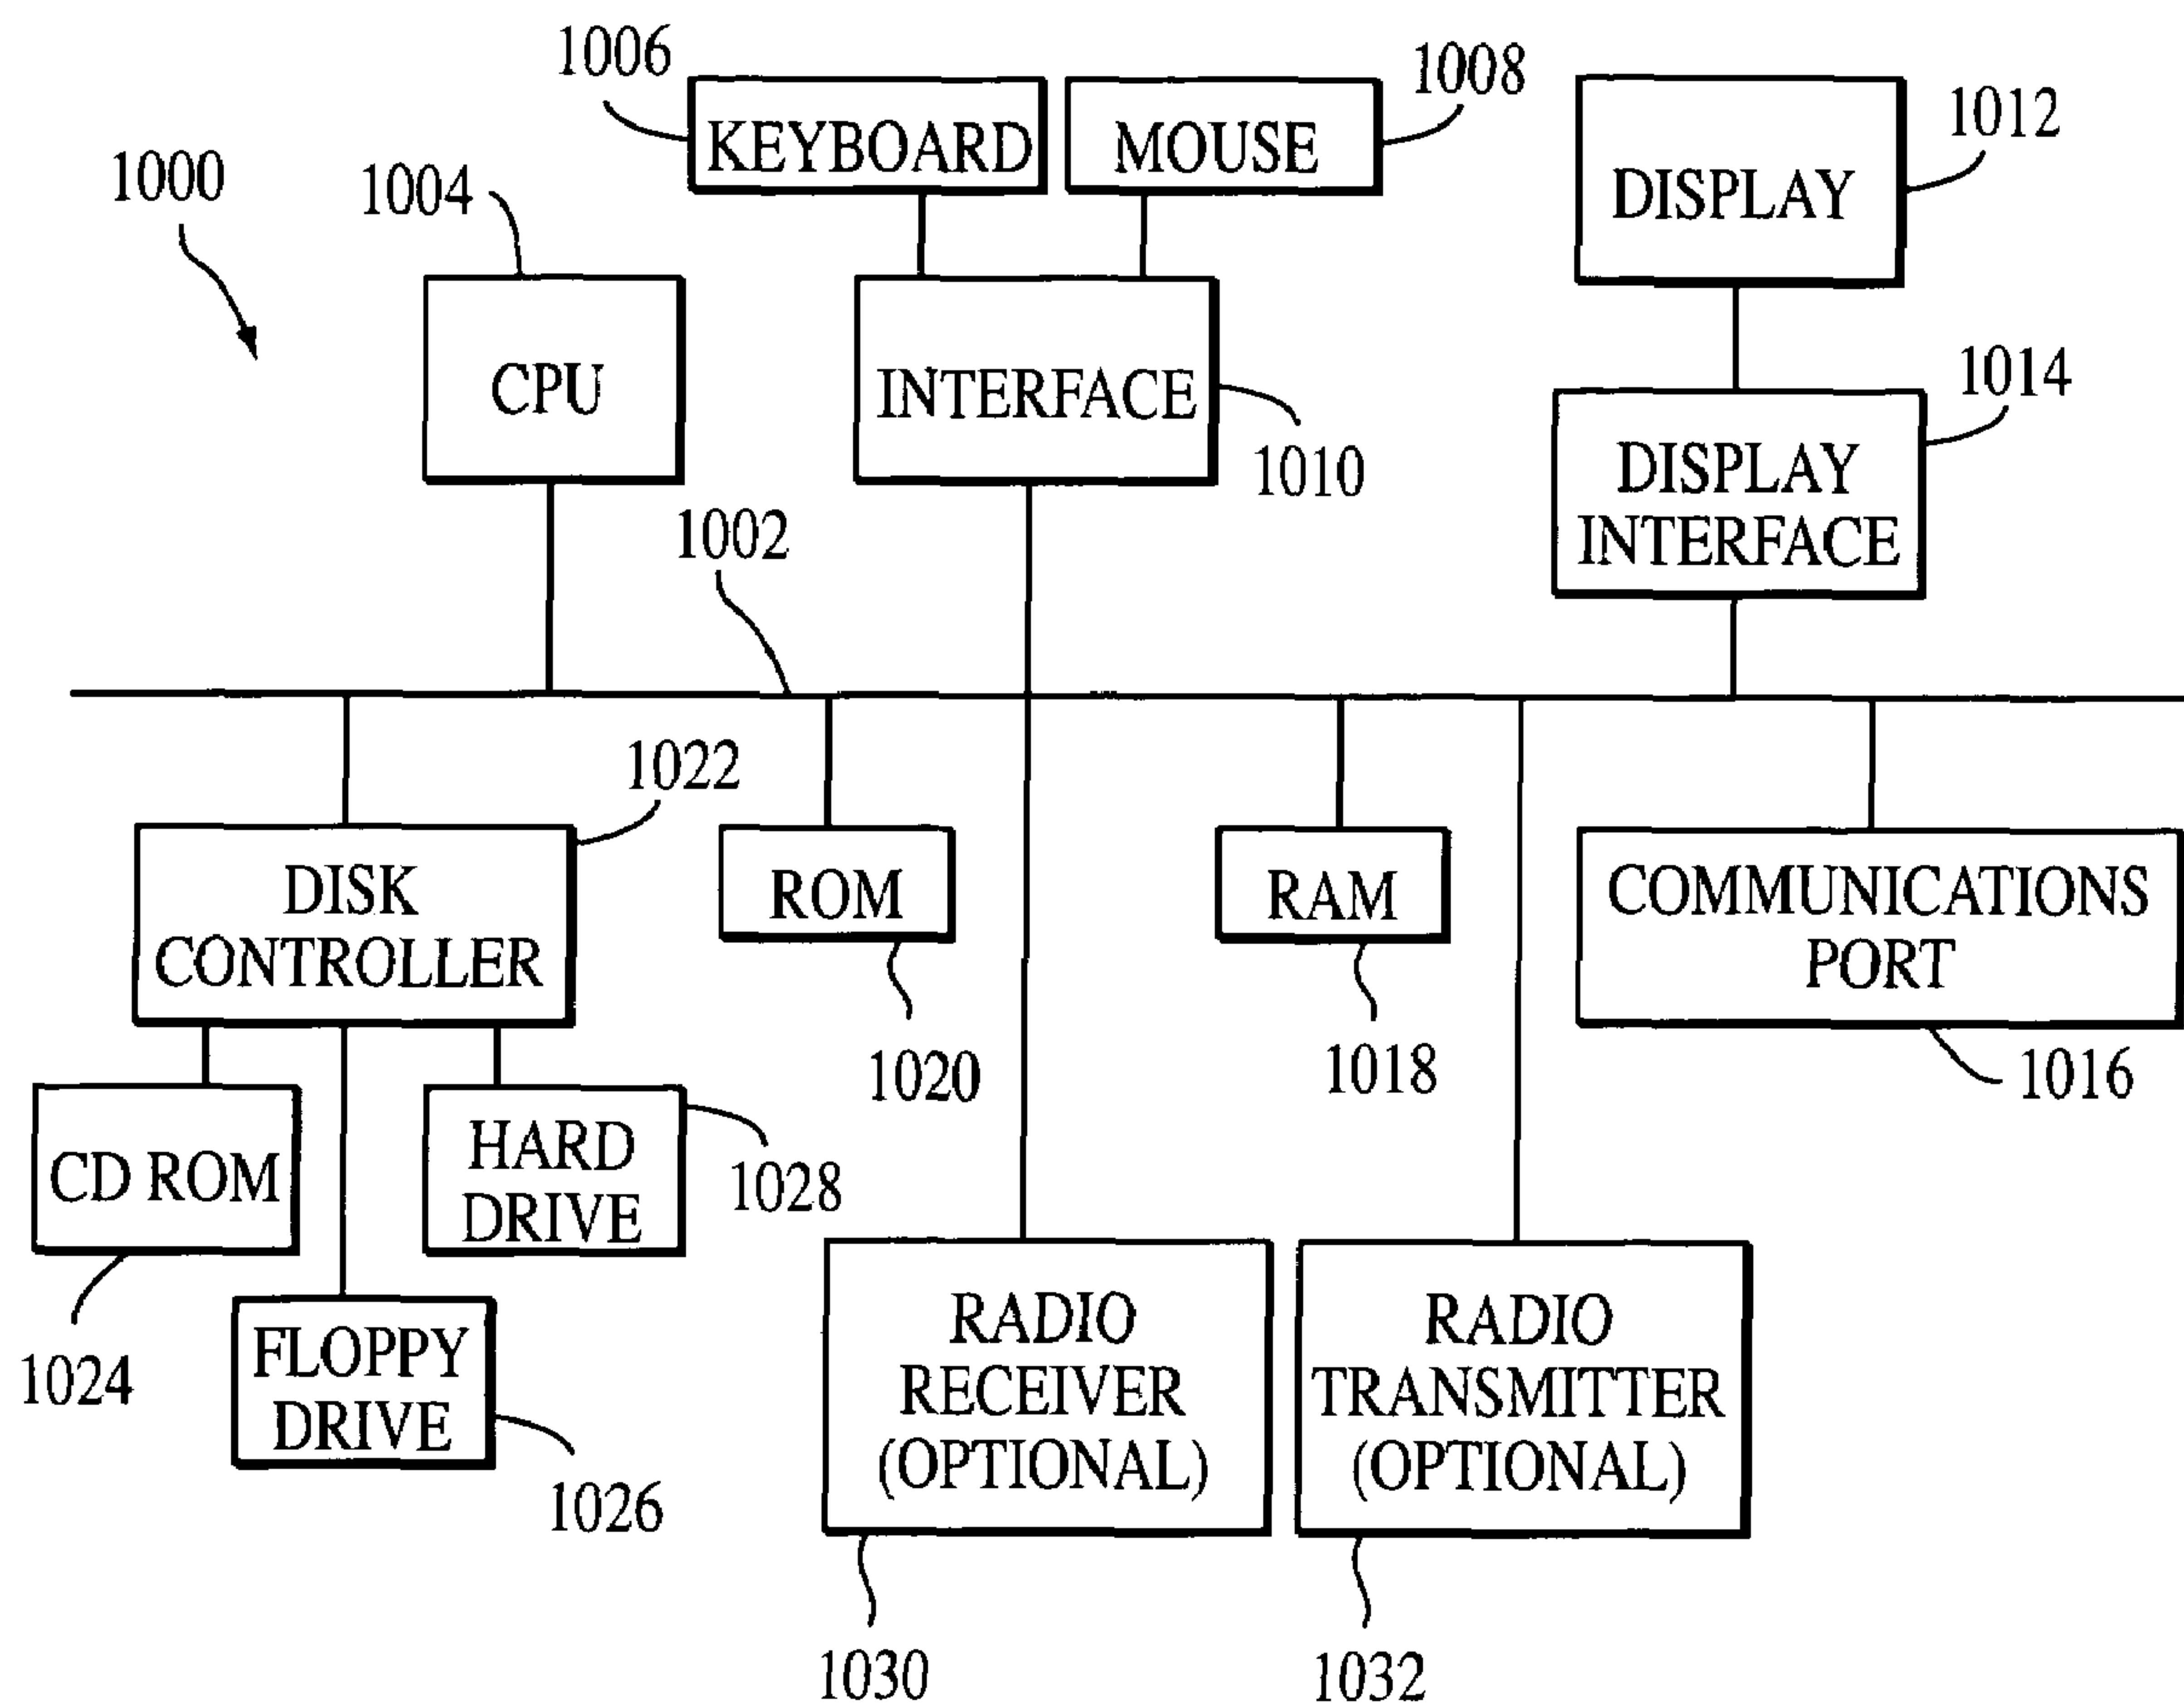 1006
KEYBOARD
MOUSE
1008
DISPLAY
1012
1000
1004
CPU
INTERFACE
1010
1014
DISPLAY
INTERFACE
1002
1022
DISK
CONTROLLER
ROM
1020
RAM
1018
COMMUNICATIONS
PORT
1016
CD ROM
1024
HARD
DRIVE
1028
FLOPPY
DRIVE
1026
RADIO
RECEIVER
(OPTIONAL)
1030
RADIO
TRANSMITTER
(OPTIONAL)
1032